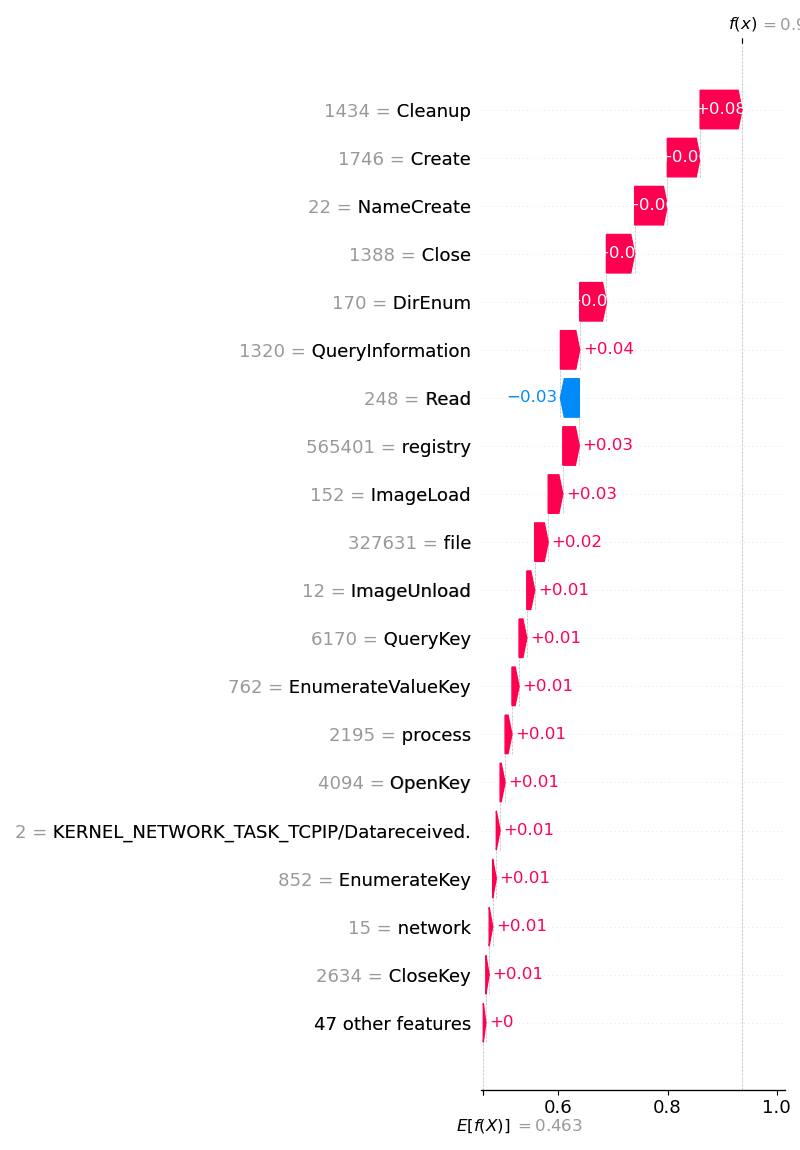 f(x) = 0.9
1434 = Cleanup +0.08
1746 = Create
22 = NameCreate
1388 = Close
170 = DirEnum
1320 = QueryInformation +0.04
248 = Read −0.03
565401 = registry +0.03
152 = ImageLoad +0.03
327631 = file +0.02
12 = ImageUnload +0.01
6170 = QueryKey +0.01
762 = EnumerateValueKey +0.01
2195 = process +0.01
4094 = OpenKey +0.01
2 = KERNEL_NETWORK_TASK_TCPIP/Datareceived. +0.01
852 = EnumerateKey +0.01
15 = network +0.01
2634 = CloseKey +0.01
47 other features +0
0.6 0.8 1.0
E[f(X)] = 0.463